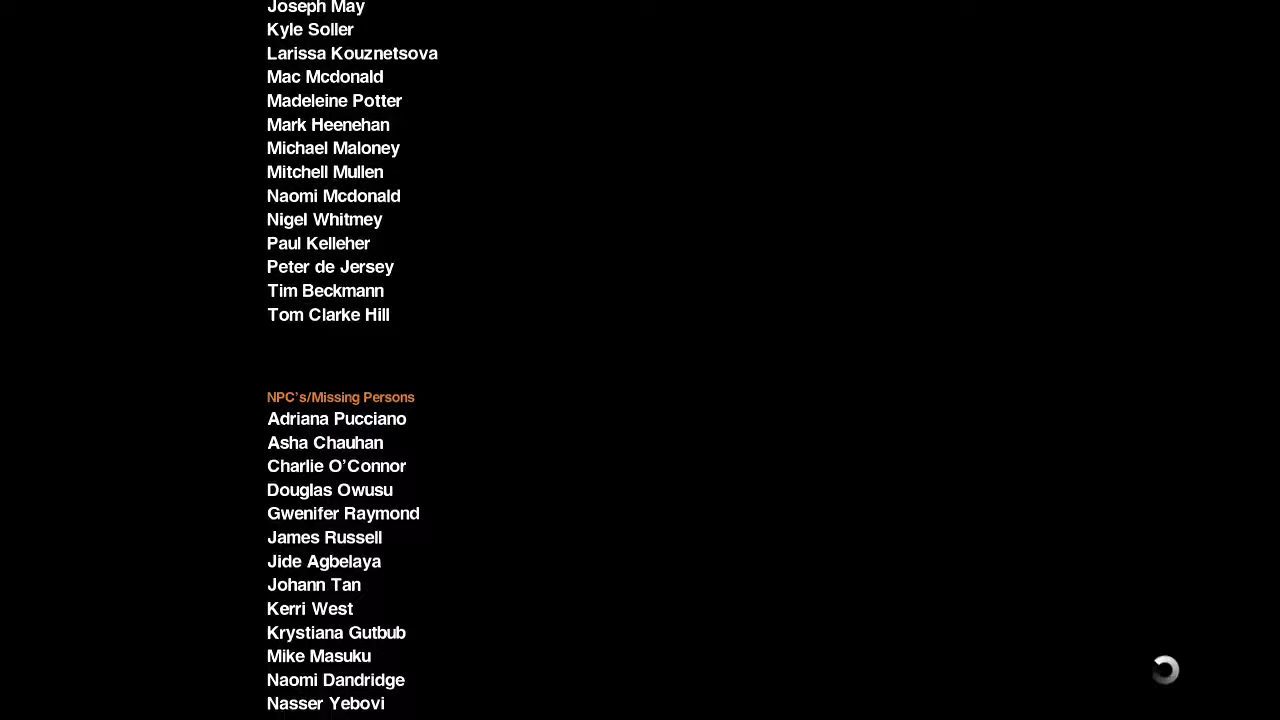 Joseph May
Kyle Soller
Larissa Kouznetsova
Mac Mcdonald
Madeleine Potter
Mark Heenehan
Michael Maloney
Mitchell Mullen
Naomi Mcdonald
Nigel Whitmey
Paul Kelleher
Peter de Jersey
Tim Beckmann
Tom Clarke Hill
NPC's/Missing Persons
Adriana Pucciano
Asha Chauhan
Charlie O’Connor
Douglas Owusu
Gwenifer Raymond
James Russell
Jide Agbelaya
Johann Tan
Kerri West
Krystiana Gutbub
Mike Masuku
Naomi Dandridge
Nasser Yebovi